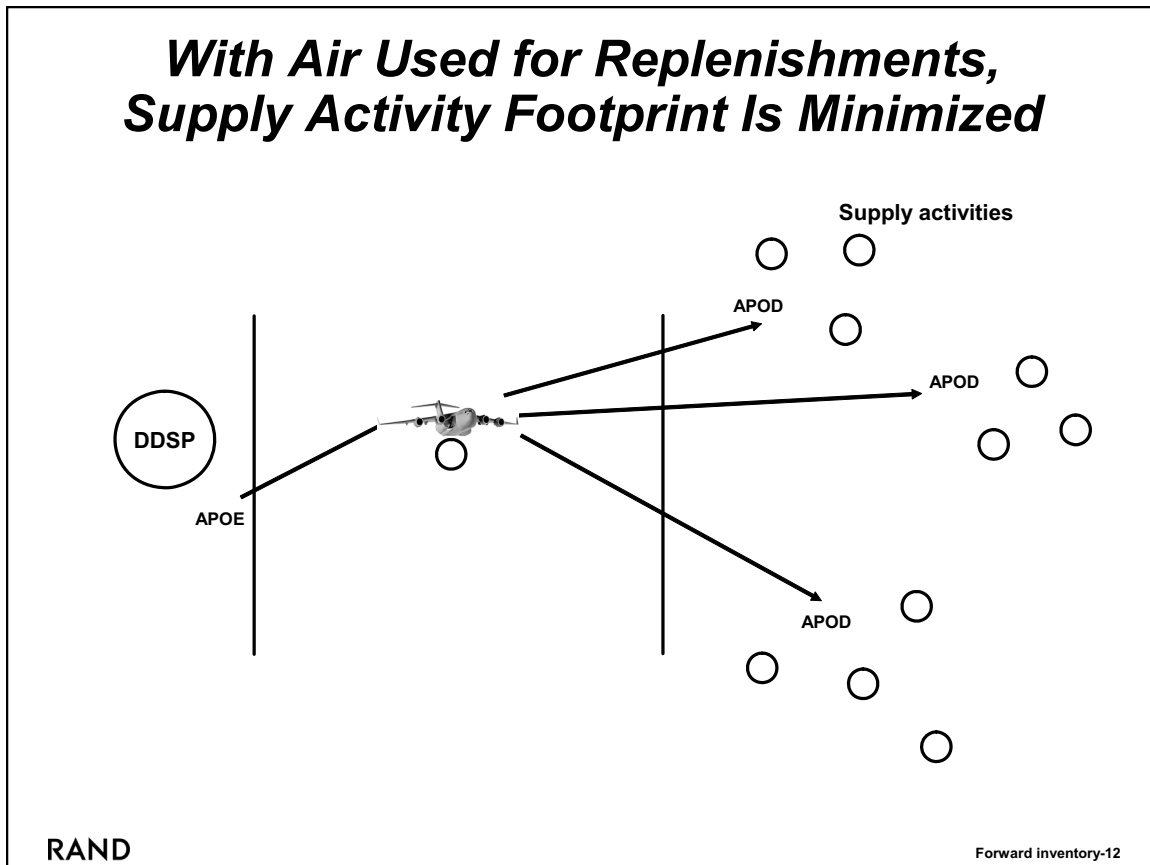 With Air Used for Replenishments,
Supply Activity Footprint Is Minimized
Supply activities
APOD
APOD
DDSP
APOE
APOD
RAND
Forward inventory-12